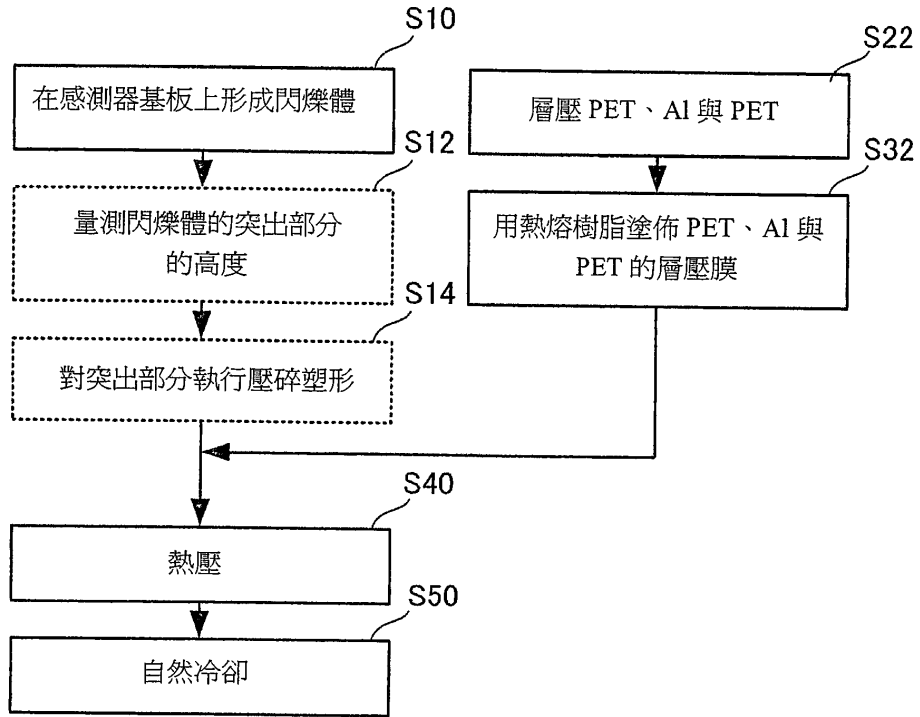 S10
在感測器基板上形成閃爍體
S12
量測閃爍體的突出部分
的高度
S14
對突出部分執行壓碎塑形
S22
層壓 PET、Al 與 PET
S32
用熱熔樹脂塗佈 PET、Al 與
PET 的層壓膜
S40
熱壓
S50
自然冷卻